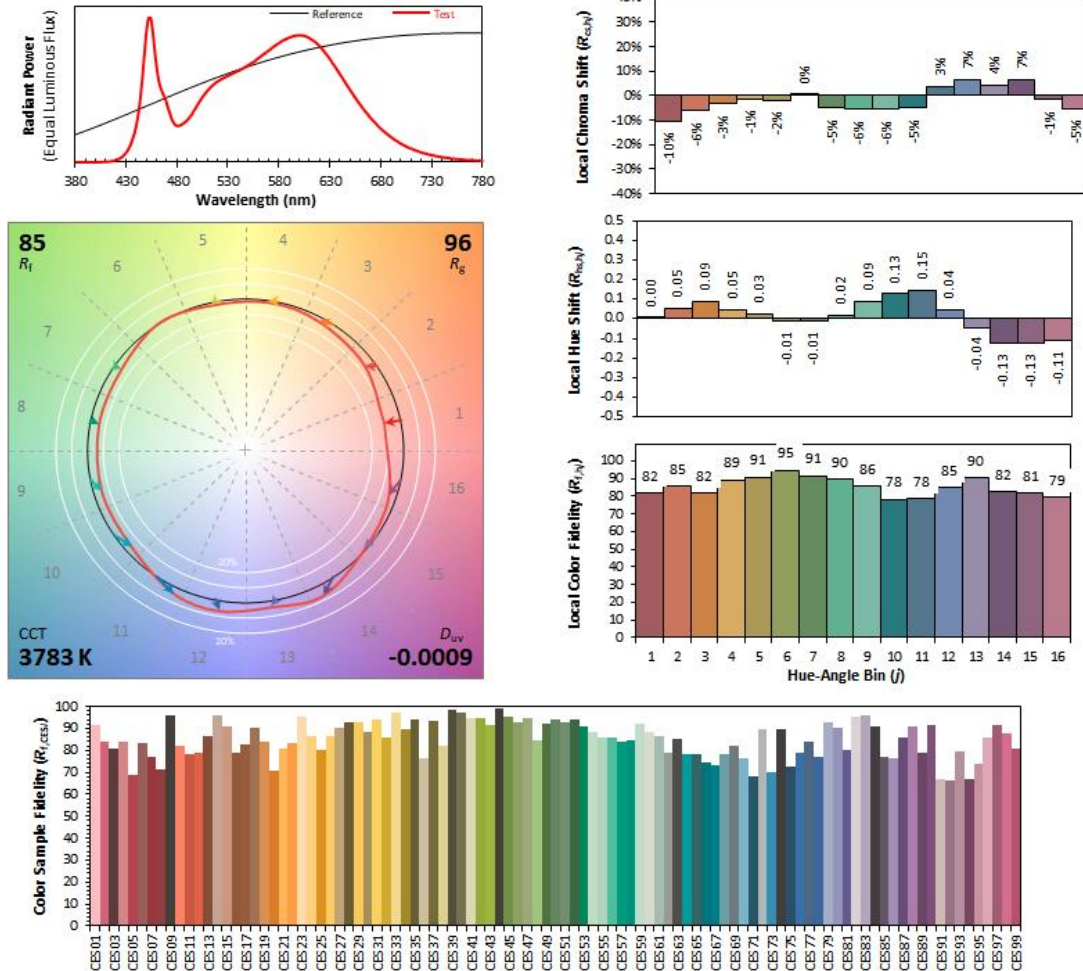 Reference
Test
Radiant Power
(Equal Luminous Flux)
380 430 480 530 580 630 680 730 780
Wavelength (nm)
Local Chroma Shift (Rcs,hj)
40%
30%
20%
10%
0%
-10%
-20%
-30%
-40%
-10% -6% -3% -1% -2% 0% -5% -6% -6% -5% 3% 7% 4% 7% -1% -5%
85
Rf
96
Rg
5 4
6 3
7 2
8 1
9 16
10 15
11 14
12 13
20%
20%
CCT
3783 K
Duv
-0.0009
Local Hue Shift (Rhs,hj)
0.5
0.4
0.3
0.2
0.1
0.0
-0.1
-0.2
-0.3
-0.4
-0.5
0.00 0.05 0.09 0.05 0.03 -0.01 -0.01 0.02 0.09 0.13 0.15 0.04 -0.04 -0.13 -0.13 -0.11
Local Color Fidelity (Rf,hj)
100
90
80
70
60
50
40
30
20
10
0
82 85 82 89 91 95 91 90 86 78 78 85 90 82 81 79
1 2 3 4 5 6 7 8 9 10 11 12 13 14 15 16
Hue-Angle Bin (j)
Color Sample Fidelity (Rf,CESi)
100
90
80
70
60
50
40
30
20
10
0
CES01 CES03 CES05 CES07 CES09 CES11 CES13 CES15 CES17 CES19 CES21 CES23 CES25 CES27 CES29 CES31 CES33 CES35 CES37 CES39 CES41 CES43 CES45 CES47 CES49 CES51 CES53 CES55 CES57 CES59 CES61 CES63 CES65 CES67 CES69 CES71 CES73 CES75 CES77 CES79 CES81 CES83 CES85 CES87 CES89 CES91 CES93 CES95 CES97 CES99